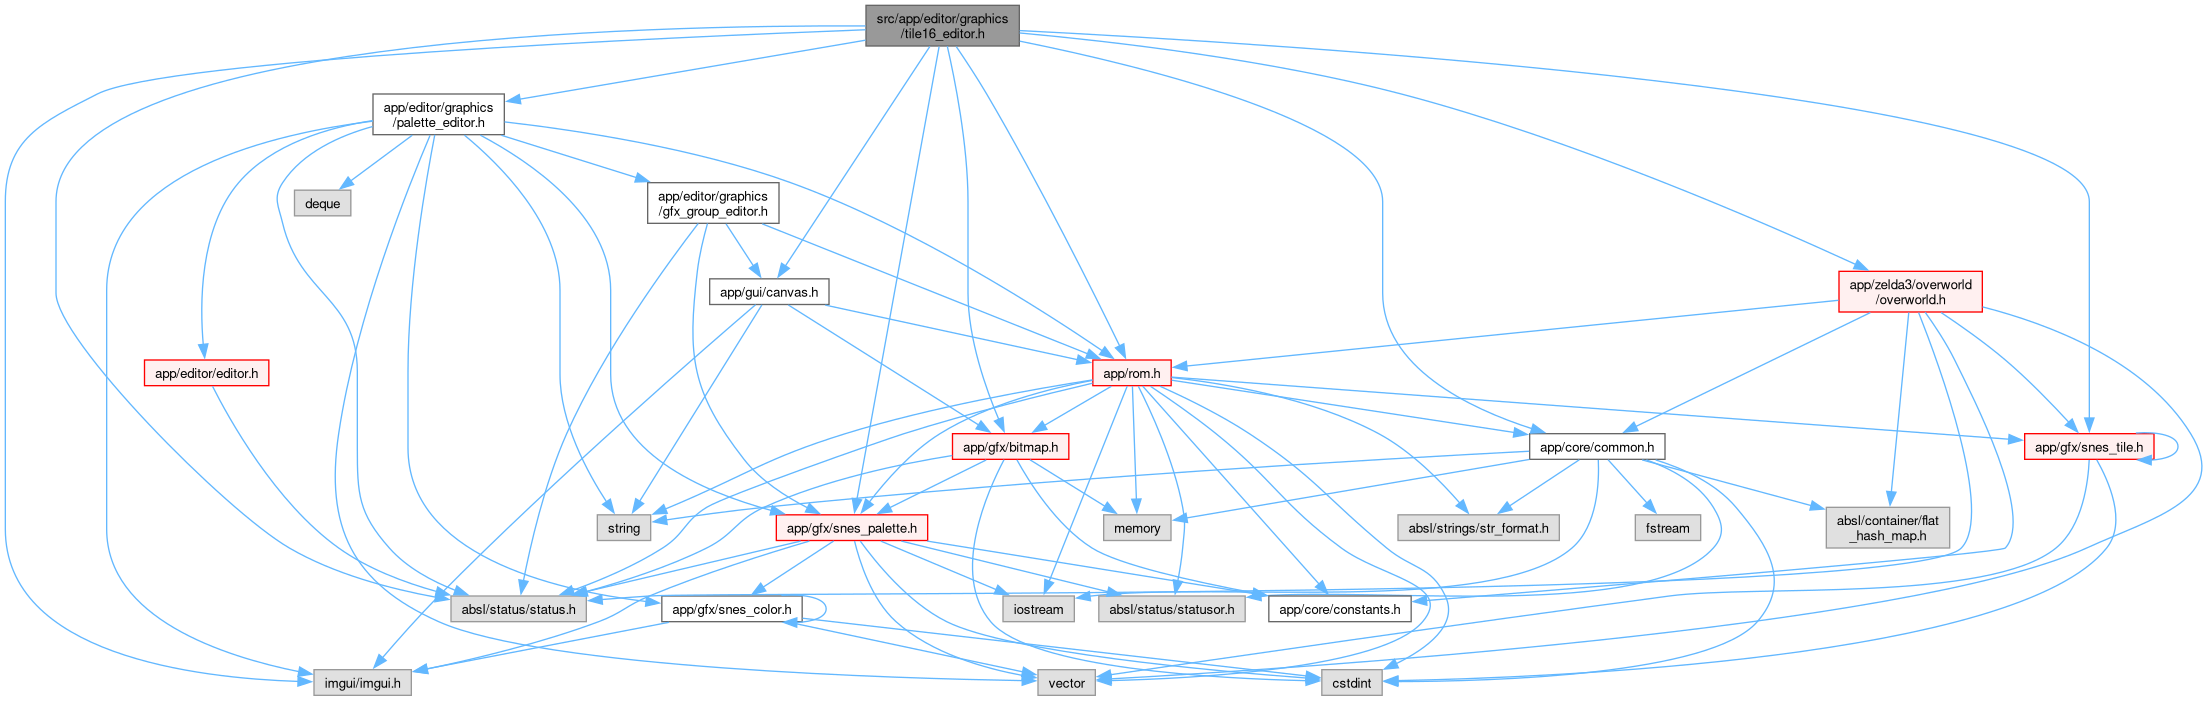 src/app/editor/graphics
/tile16_editor.h
app/editor/graphics
/palette_editor.h
deque
app/editor/graphics
/gfx_group_editor.h
app/gui/canvas.h
app/zelda3/overworld
/overworld.h
app/editor/editor.h
app/rom.h
app/gfx/bitmap.h
app/core/common.h
app/gfx/snes_tile.h
string
app/gfx/snes_palette.h
memory
absl/strings/str_format.h
fstream
absl/container/flat
_hash_map.h
absl/status/status.h
app/gfx/snes_color.h
iostream
absl/status/statusor.h
app/core/constants.h
imgui/imgui.h
vector
cstdint